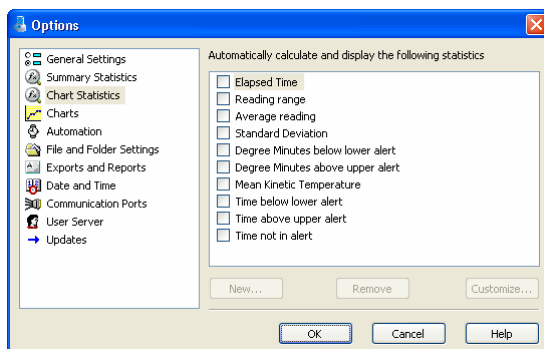 Options
General Settings
Summary Statistics
Chart Statistics
Charts
Automation
File and Folder Settings
Exports and Reports
Date and Time
Communication Ports
User Server
Updates
Automatically calculate and display the following statistics
Elapsed Time
Reading range
Average reading
Standard Deviation
Degree Minutes below lower alert
Degree Minutes above upper alert
Mean Kinetic Temperature
Time below lower alert
Time above upper alert
Time not in alert
New...
Remove
Customize...
OK
Cancel
Help